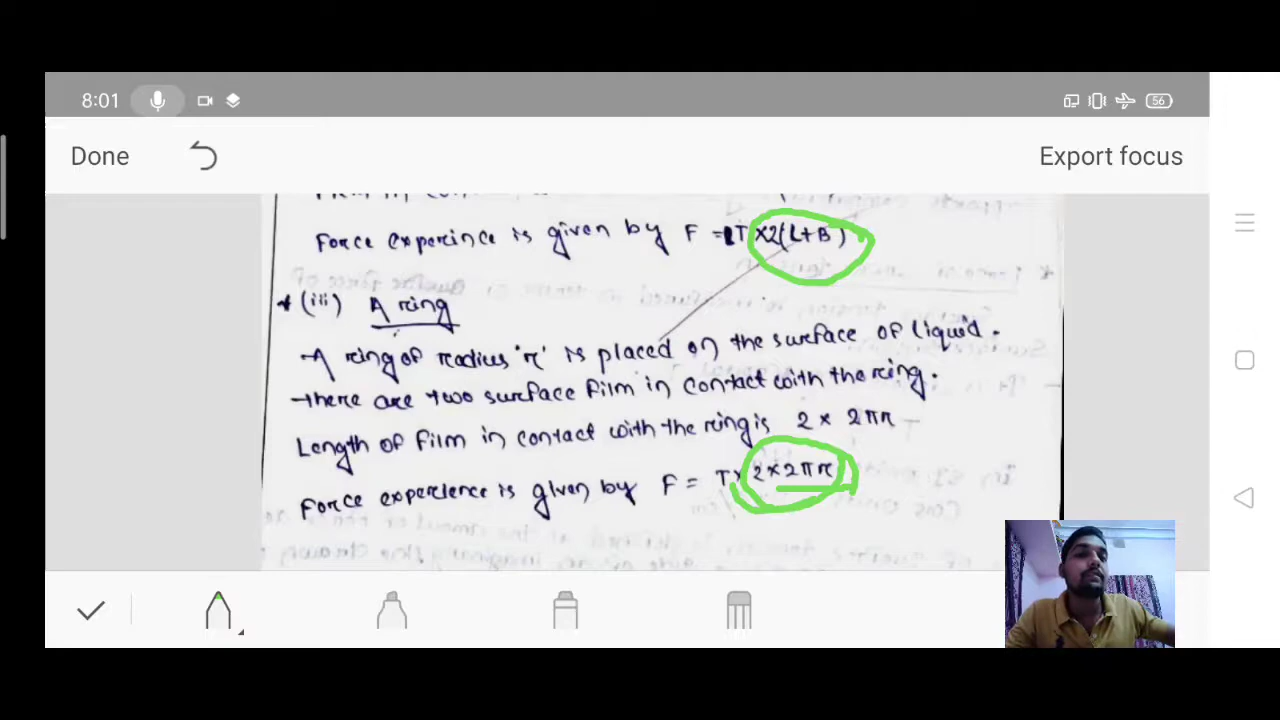 8:01
56
Done
Export focus
Force experince is given by F = T ×2(L+B)
* (iii) A ring
A ring of radius 'r' is placed on the surface of liquid.
there are two surface film in contact with the ring.
Length of film in contact with the ring is 2 × 2πr
Force experience is given by F = T× 2×2πr